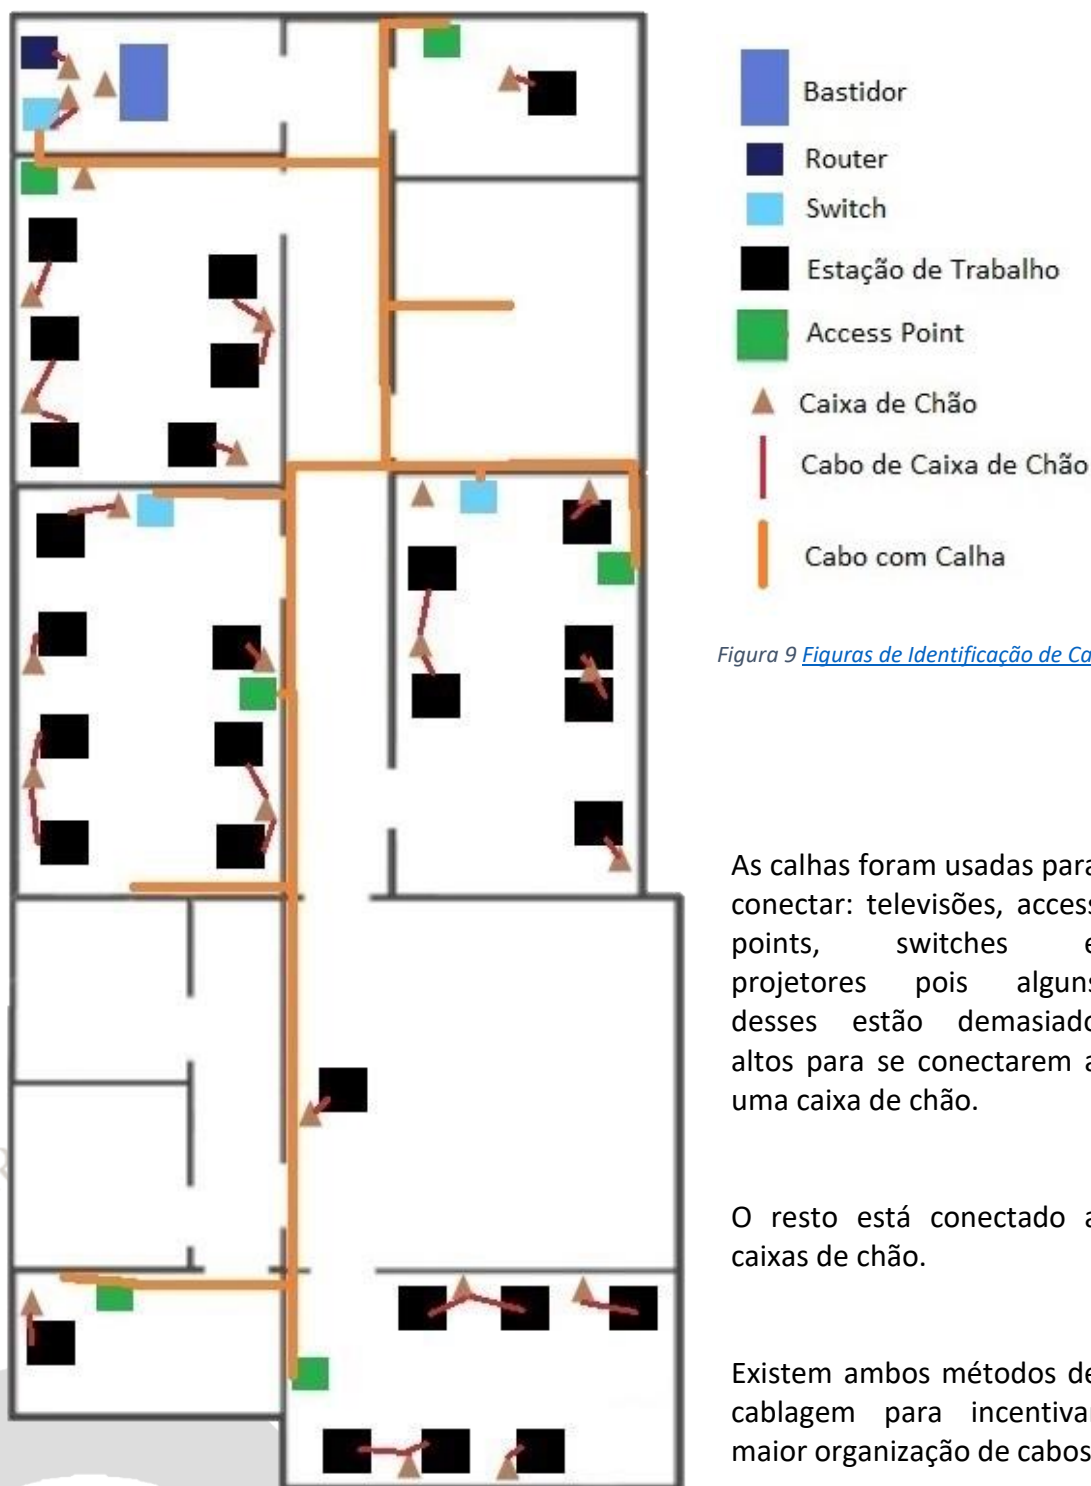 Bastidor
Router
Switch
Estação de Trabalho
Access Point
Caixa de Chão
Cabo de Caixa de Chão
Cabo com Calha
Figura 9 Figuras de Identificação de Ca
As calhas foram usadas para
conectar: televisões, access
points, switches e
projetores pois alguns
desses estão demasiado
altos para se conectarem a
uma caixa de chão.
O resto está conectado a
caixas de chão.
Existem ambos métodos de
cablagem para incentivar
maior organização de cabos